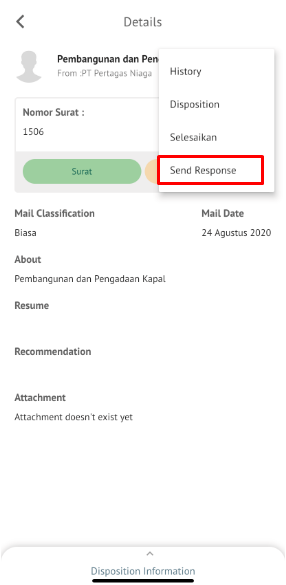 Details
Pembangunan dan Pen
From :PT Pertagas Niaga
History
Disposition
Selesaikan
Send Response
Nomor Surat :
1506
Surat
Mail Classification
Mail Date
Biasa
24 Agustus 2020
About
Pembangunan dan Pengadaan Kapal
Resume
Recommendation
Attachment
Attachment doesn't exist yet
Disposition Information